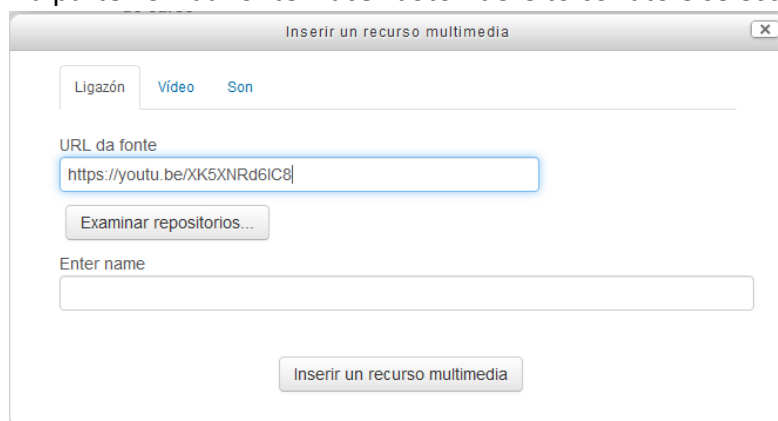 Inserir un recurso multimedia
Ligazón Vídeo Son
URL da fonte
https://youtu.be/XK5XNRd6lC8
Examinar repositorios...
Enter name
Inserir un recurso multimedia